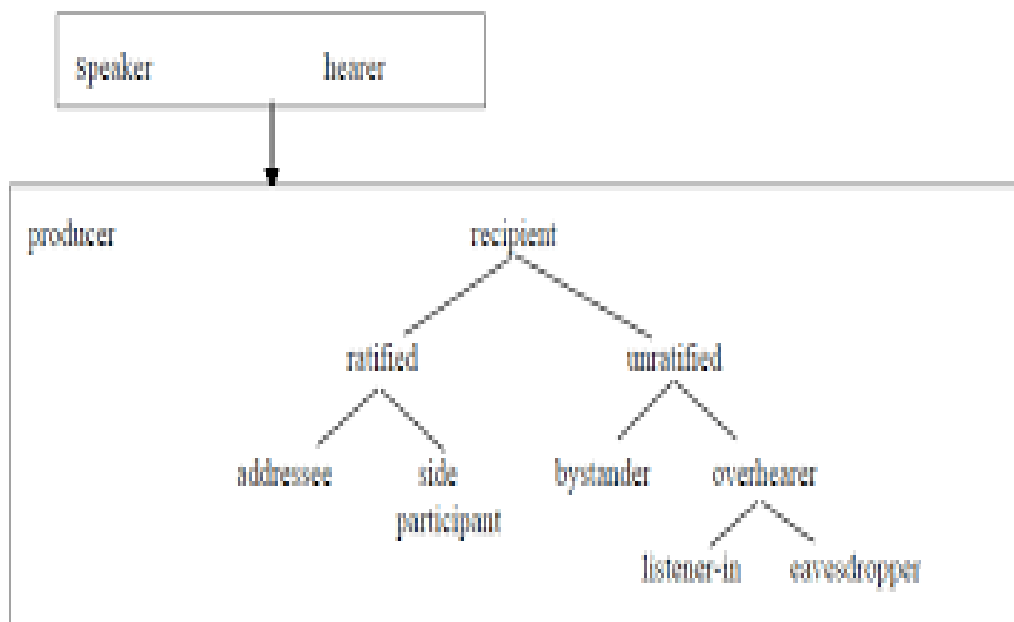 speaker hearer
producer recipient
ratified unratified
addressee side bystander overhearer
participant
listener-in eavesdropper